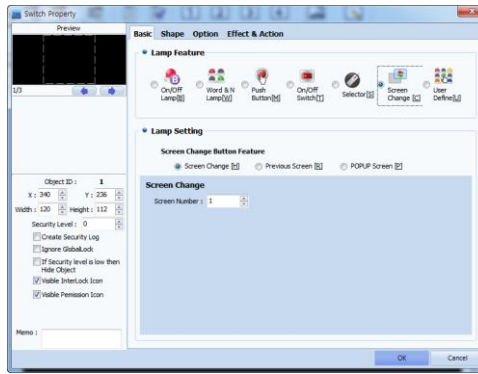 Switch Property
Preview
1/3
Object ID : 1
X : 340 Y : 236
Width : 120 Height : 112
Security Level : 0
Create Security Log
Ignore GlobalLock
If Security level is low then
Hide Object
Visible InterLock Icon
Visible Pemission Icon
Memo :
Basic Shape Option Effect & Action
Lamp Feature
On/Off
Lamp[B]
Word & N
Lamp[W]
Push
Button[M]
On/Off
Switch[T]
Selector[S]
Screen
Change [C]
User
Define[U]
Lamp Setting
Screen Change Button Feature
Screen Change [H] Previous Screen [R] POPUP Screen [P]
Screen Change
Screen Number : 1
OK Cancel